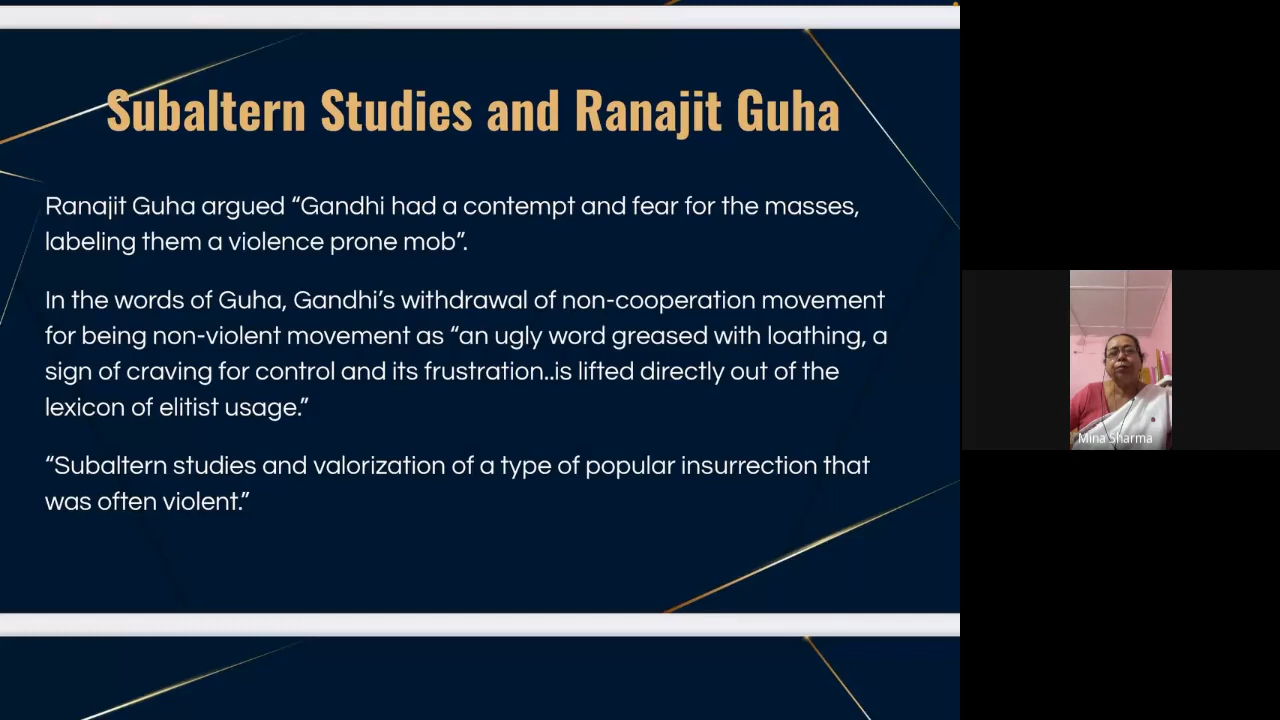 Subaltern Studies and Ranajit Guha
Ranajit Guha argued “Gandhi had a contempt and fear for the masses,
labeling them a violence prone mob”.
In the words of Guha, Gandhi’s withdrawal of non-cooperation movement
for being non-violent movement as “an ugly word greased with loathing, a
sign of craving for control and its frustration..is lifted directly out of the
lexicon of elitist usage.”
“Subaltern studies and valorization of a type of popular insurrection that
was often violent.”
Mina Sharma